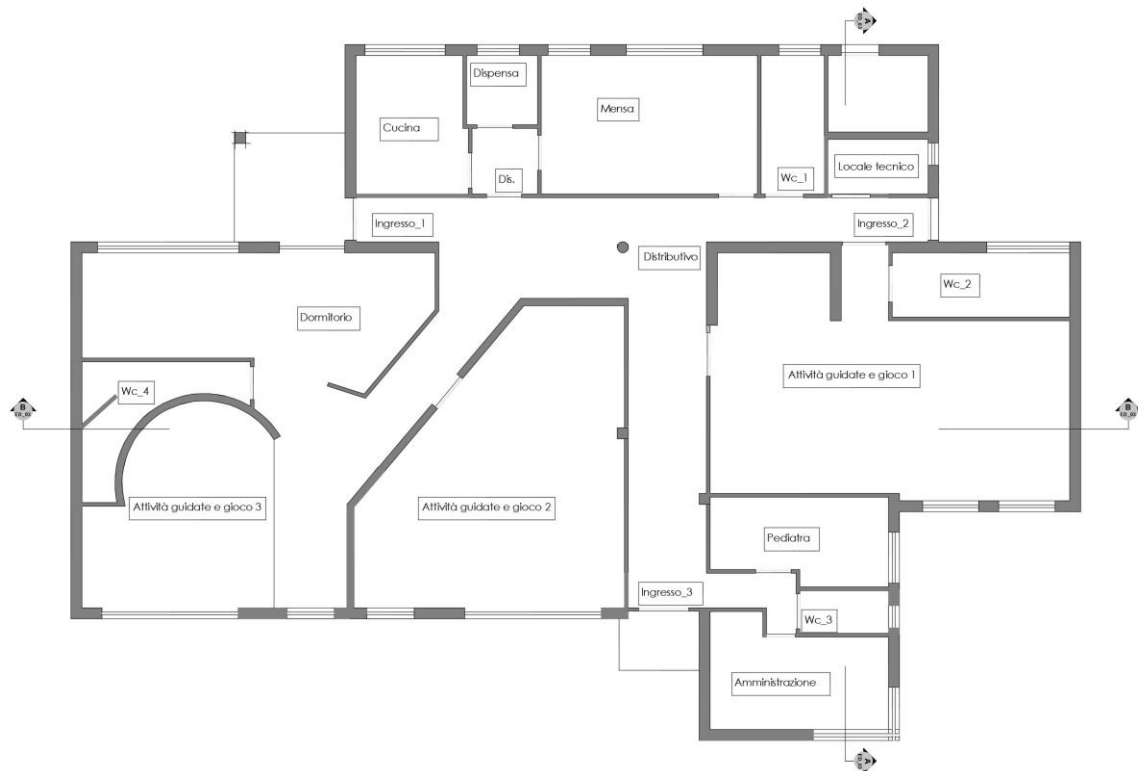 A
Dispensa
Mensa
Cucina
Locale tecnico
Dis.
Wc_1
Ingresso_1
Ingresso_2
Distributivo
Wc_2
Dormitorio
Attività guidate e gioco 1
Wc_4
B
B
Attività guidate e gioco 3
Attività guidate e gioco 2
Pediatra
Ingresso_3
Wc_3
Amministrazione
A